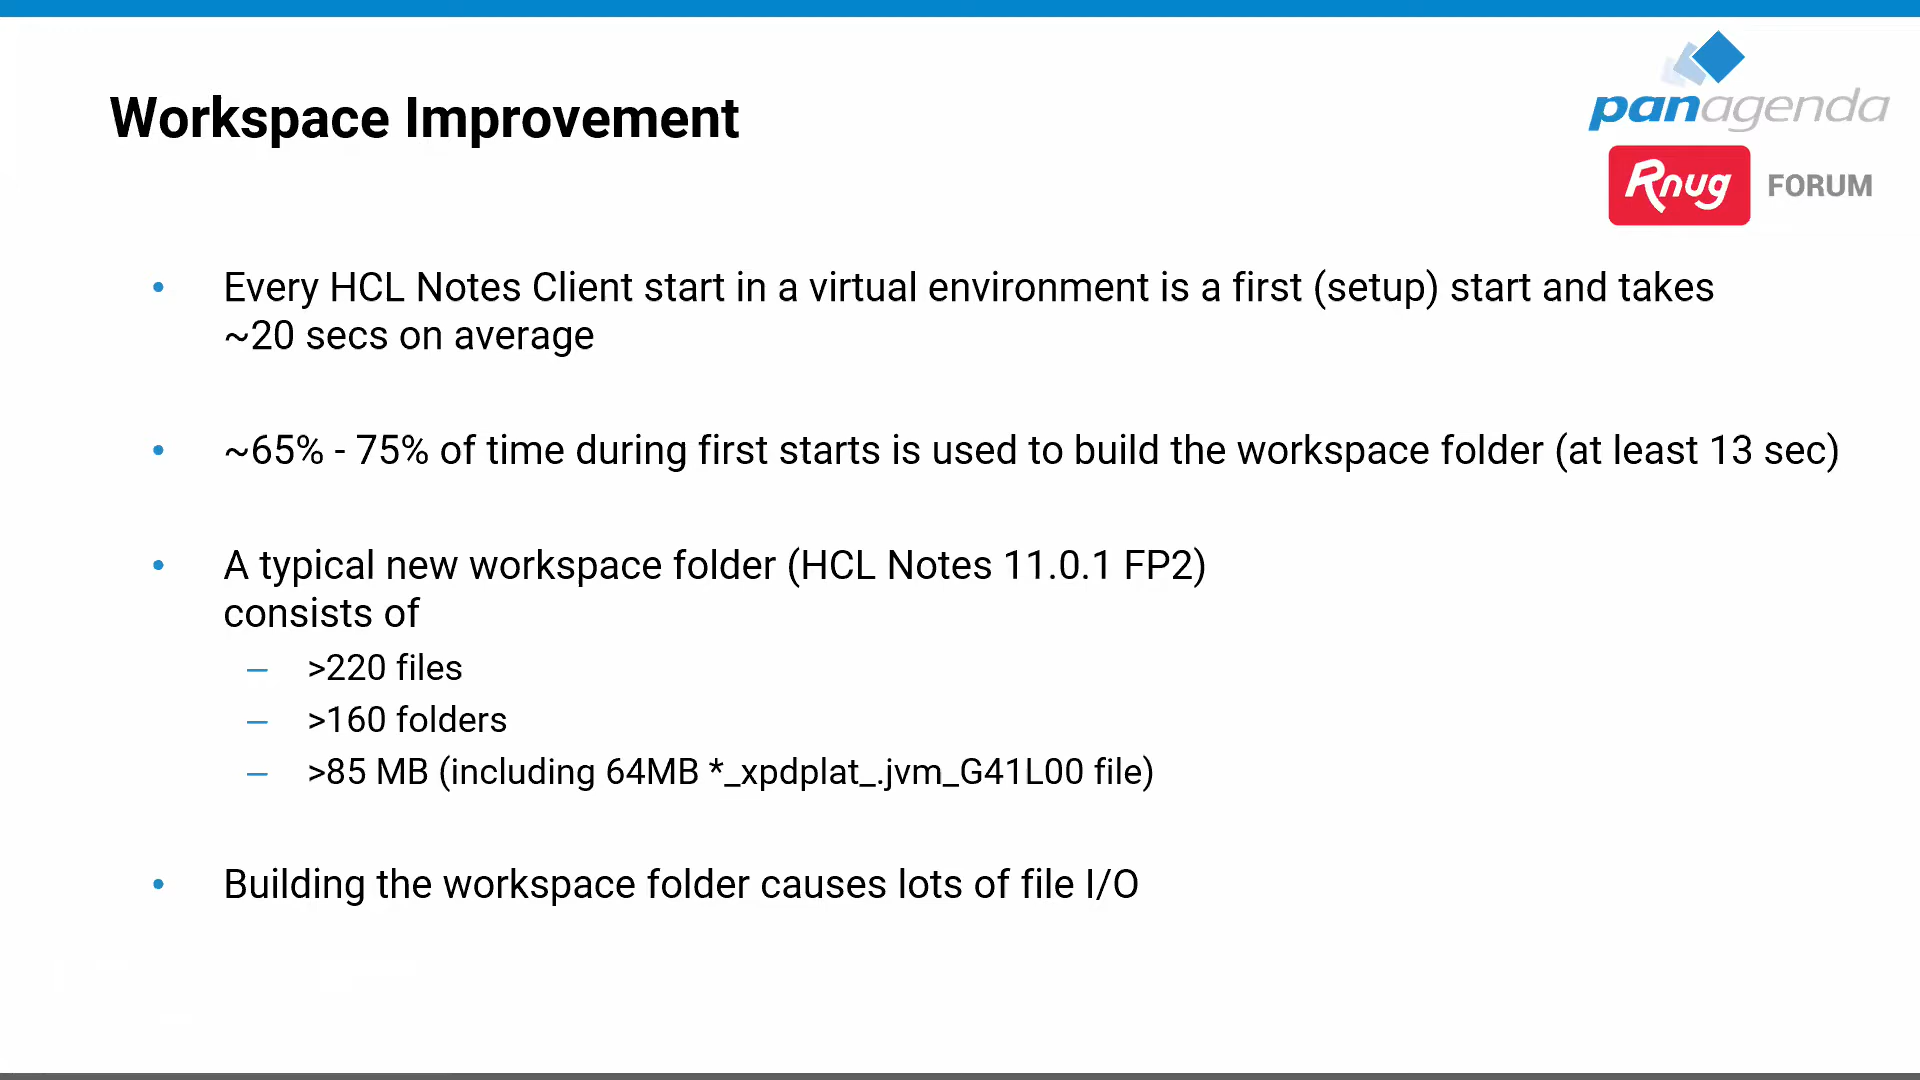 panagenda
Workspace Improvement
Rnug FORUM
• Every HCL Notes Client start in a virtual environment is a first (setup) start and takes
~20 secs on average
• ~65% - 75% of time during first starts is used to build the workspace folder (at least 13 sec)
• A typical new workspace folder (HCL Notes 11.0.1 FP2)
consists of
– >220 files
– >160 folders
– >85 MB (including 64MB *_xpdplat_.jvm_G41L00 file)
• Building the workspace folder causes lots of file I/O